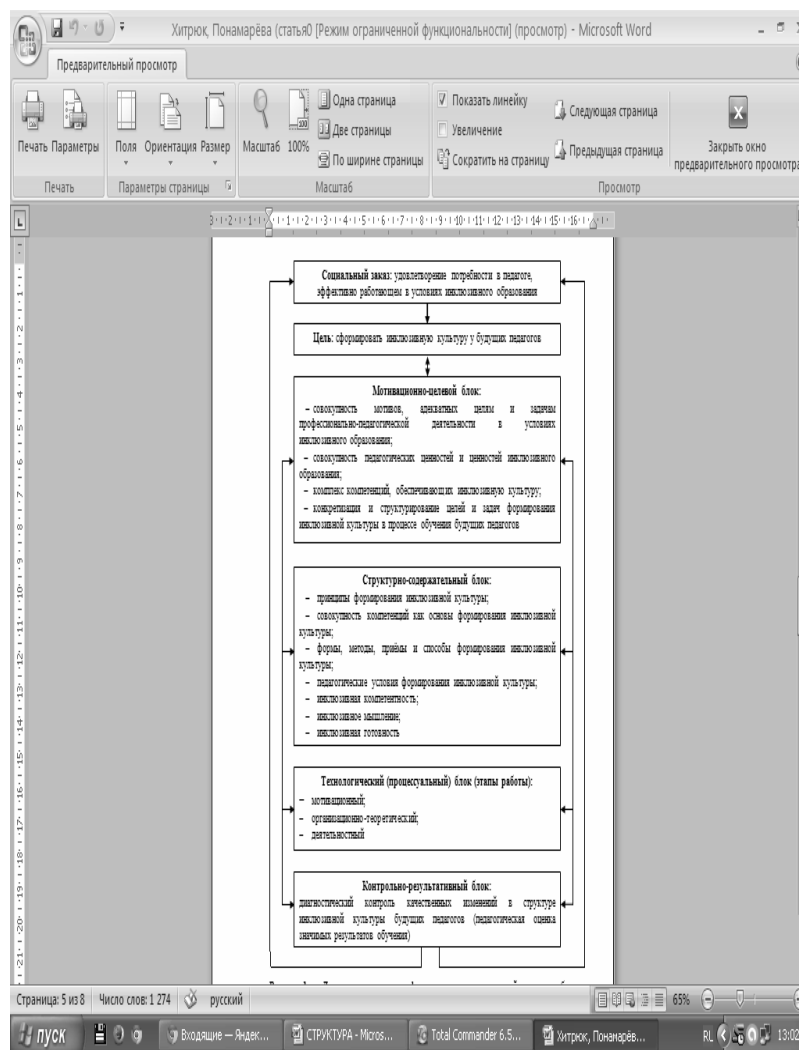 Хитрюк, Понамарёва (статья0 [Режим ограниченной функциональности] (просмотр) - Microsoft Word
Предварительный просмотр
Печать Параметры
Поля Ориентация Размер
Масштаб 100%
Одна страница
Две страницы
По ширине страницы
Показать линейку
Увеличение
Сократить на страницу
Следующая страница
Предыдущая страница
Закрыть окно
предварительного просмотра
Печать
Параметры страницы
Масштаб
Просмотр
Социальный заказ: удовлетворение потребности в педагоге,
эффективно работающем в условиях инклюзивного образования
Цель: сформировать инклюзивную культуру у будущих педагогов
Мотивационно-целевой блок:
– совокупность мотивов, адекватных целям и задачам
профессионально-педагогической деятельности в условиях
инклюзивного образования;
– совокупность педагогических ценностей и ценностей инклюзивного
образования;
– комплекс компетенций, обеспечивающих инклюзивную культуру;
– конкретизация и структурирование целей и задач формирования
инклюзивной культуры в процессе обучения будущих педагогов
Структурно-содержательный блок:
– принципы формирования инклюзивной культуры;
– совокупность компетенций как основы формирования инклюзивной
культуры;
– формы, методы, приёмы и способы формирования инклюзивной
культуры;
– педагогические условия формирования инклюзивной культуры;
– инклюзивная компетентность;
– инклюзивное мышление;
– инклюзивная готовность
Технологический (процессуальный) блок (этапы работы):
– мотивационный;
– организационно-теоретический;
– деятельностный
Контрольно-результативный блок:
диагностический контроль качественных изменений в структуре
инклюзивной культуры будущих педагогов (педагогическая оценка
значимых результатов обучения)
Страница: 5 из 8 Число слов: 1 274 русский 65%
пуск Входящие — Яндек... СТРУКТУРА - Micros... Total Commander 6.5... Хитрюк, Понамарёв... RL 13:02